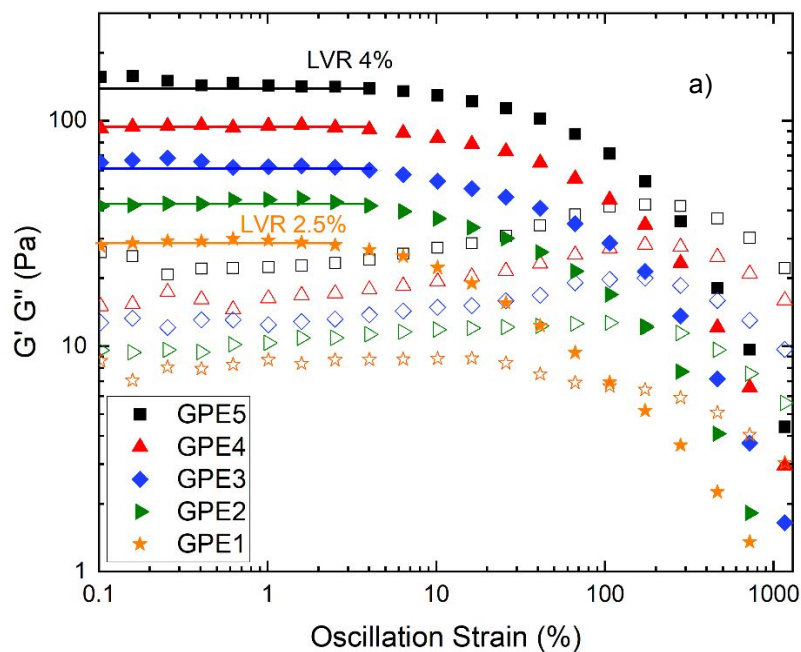 LVR 4%
a)
100
LVR 2.5%
G' G" (Pa)
10
GPE5
GPE4
GPE3
GPE2
GPE1
1
0.1
1
10
100
1000
Oscillation Strain (%)